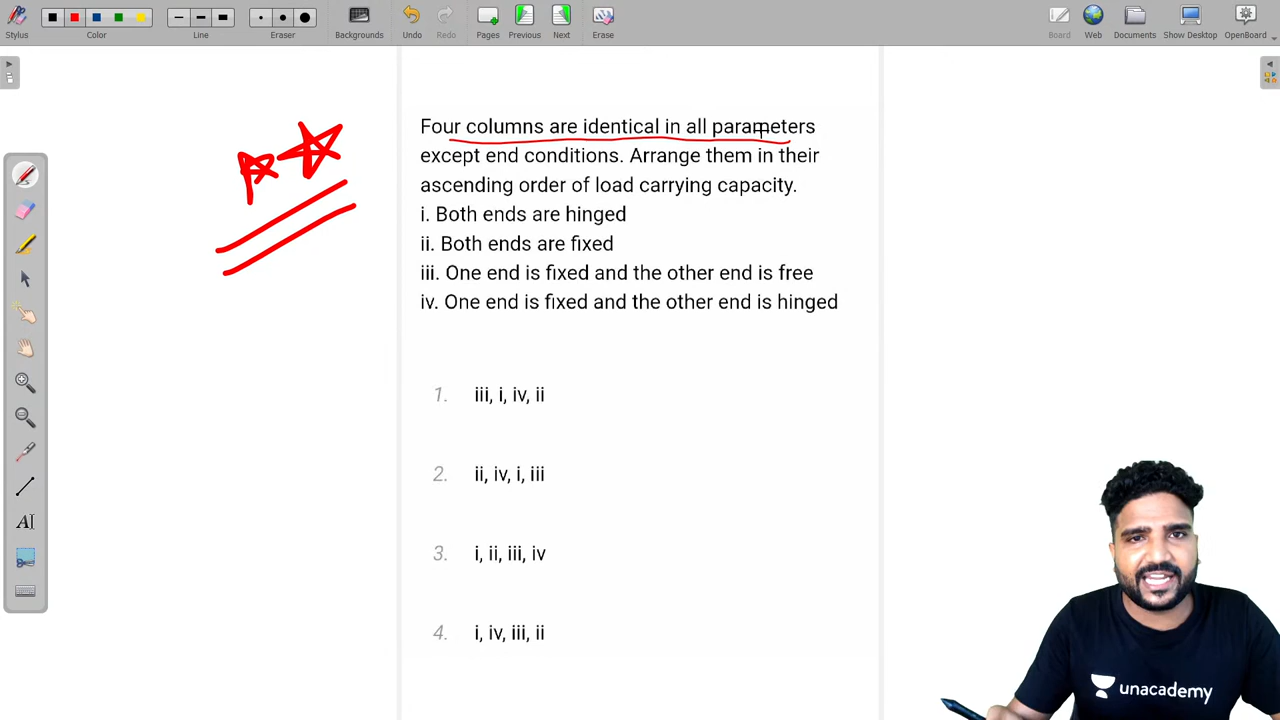 Stylus
Color
Line
Eraser
Backgrounds
Undo
Redo
Pages
Previous
Next
Erase
Board
Web
Documents
Show Desktop
OpenBoard
Four columns are identical in all parameters
except end conditions. Arrange them in their
ascending order of load carrying capacity.
i. Both ends are hinged
ii. Both ends are fixed
iii. One end is fixed and the other end is free
iv. One end is fixed and the other end is hinged
1. iii, i, iv, ii
2. ii, iv, i, iii
3. i, ii, iii, iv
4. i, iv, iii, ii
AI
unacademy